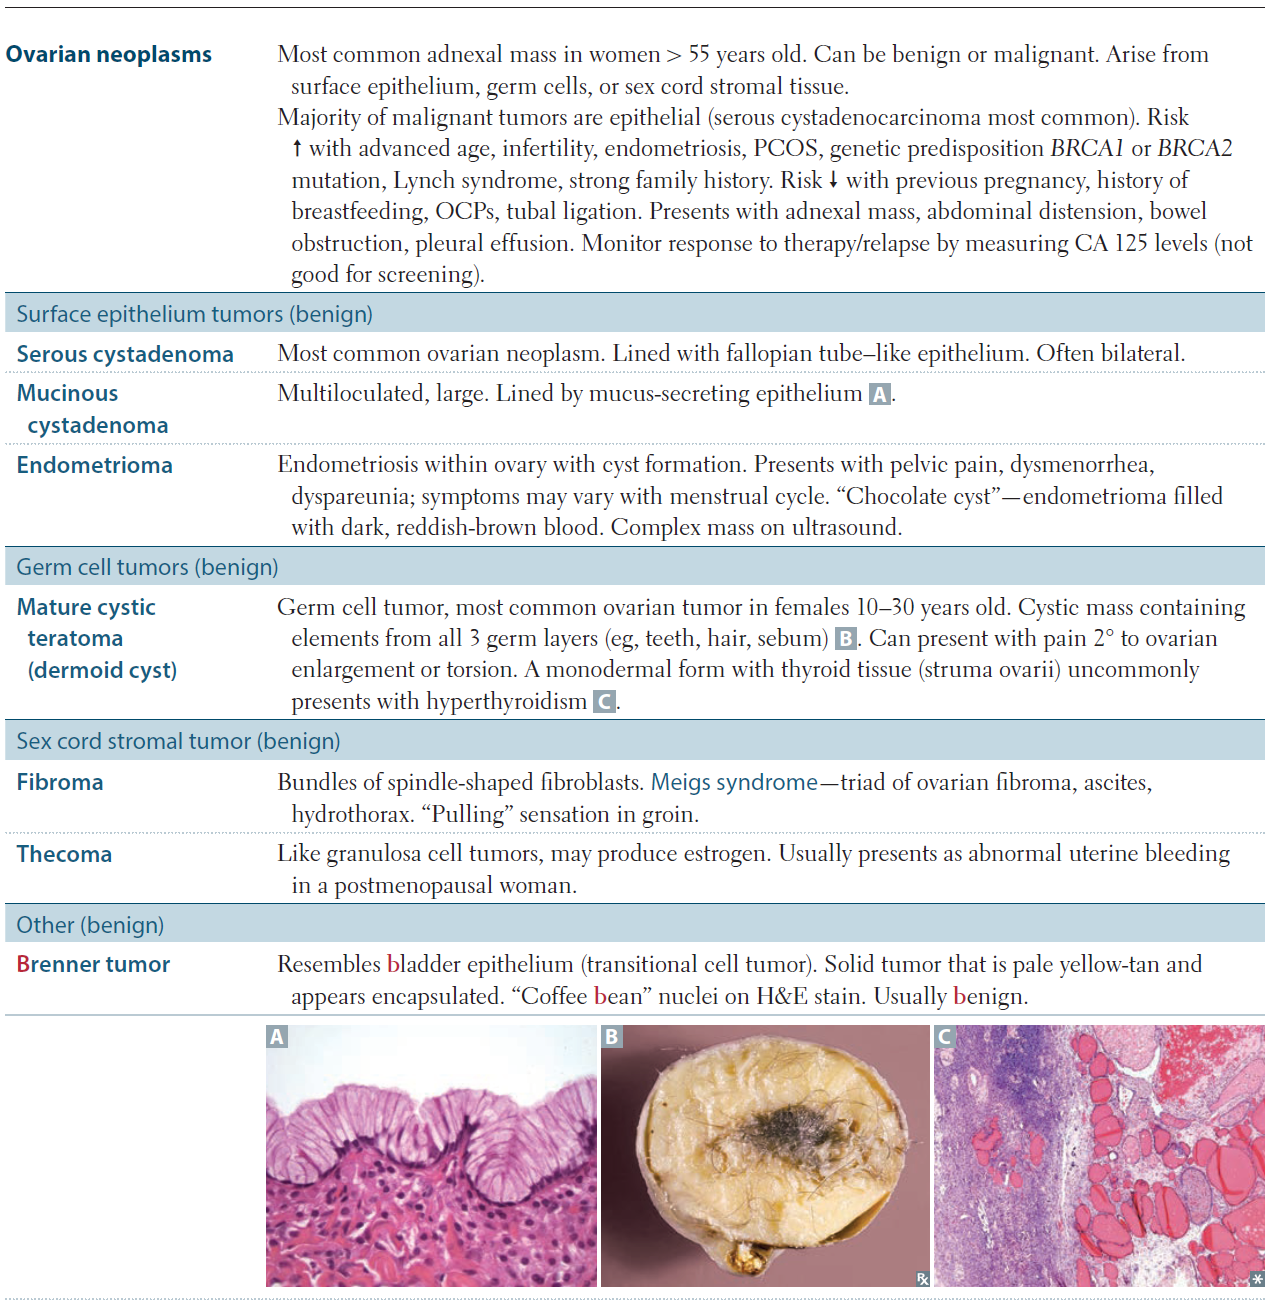 Ovarian neoplasms
Most common adnexal mass in women > 55 years old. Can be benign or malignant. Arise from
surface epithelium, germ cells, or sex cord stromal tissue.
Majority of malignant tumors are epithelial (serous cystadenocarcinoma most common). Risk
↑ with advanced age, infertility, endometriosis, PCOS, genetic predisposition BRCA1 or BRCA2
mutation, Lynch syndrome, strong family history. Risk ↓ with previous pregnancy, history of
breastfeeding, OCPs, tubal ligation. Presents with adnexal mass, abdominal distension, bowel
obstruction, pleural effusion. Monitor response to therapy/relapse by measuring CA 125 levels (not
good for screening).
Surface epithelium tumors (benign)
Serous cystadenoma
Most common ovarian neoplasm. Lined with fallopian tube–like epithelium. Often bilateral.
Mucinous
cystadenoma
Multiloculated, large. Lined by mucus-secreting epithelium A.
Endometrioma
Endometriosis within ovary with cyst formation. Presents with pelvic pain, dysmenorrhea,
dyspareunia; symptoms may vary with menstrual cycle. “Chocolate cyst”—endometrioma filled
with dark, reddish-brown blood. Complex mass on ultrasound.
Germ cell tumors (benign)
Mature cystic
teratoma
(dermoid cyst)
Germ cell tumor, most common ovarian tumor in females 10–30 years old. Cystic mass containing
elements from all 3 germ layers (eg, teeth, hair, sebum) B. Can present with pain 2° to ovarian
enlargement or torsion. A monodermal form with thyroid tissue (struma ovarii) uncommonly
presents with hyperthyroidism C.
Sex cord stromal tumor (benign)
Fibroma
Bundles of spindle-shaped fibroblasts. Meigs syndrome—triad of ovarian fibroma, ascites,
hydrothorax. “Pulling” sensation in groin.
Thecoma
Like granulosa cell tumors, may produce estrogen. Usually presents as abnormal uterine bleeding
in a postmenopausal woman.
Other (benign)
Brenner tumor
Resembles bladder epithelium (transitional cell tumor). Solid tumor that is pale yellow-tan and
appears encapsulated. “Coffee bean” nuclei on H&E stain. Usually benign.
A
B
C
℞
*